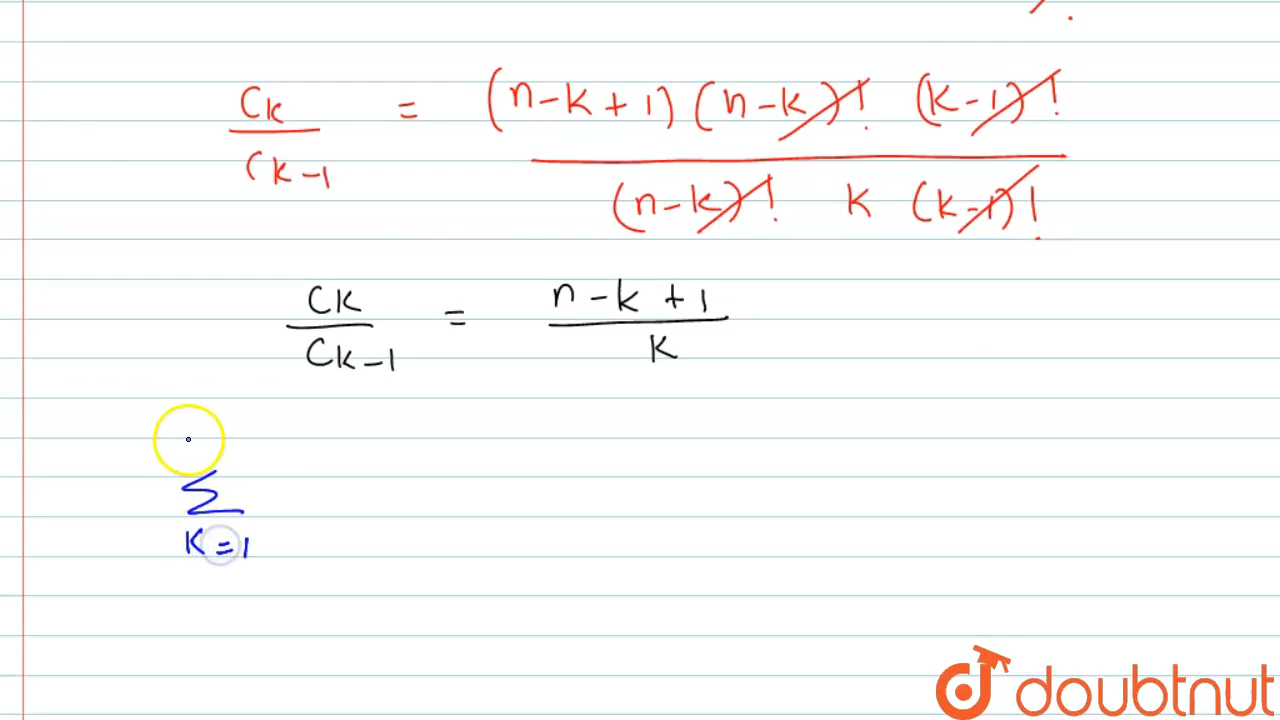 Ck / Ck-1 = (n-k+1) (n-k)! (k-1)! / (n-k)! k (k-1)!
Ck / Ck-1 = n-k+1 / k
Σ
k=1
doubtnut